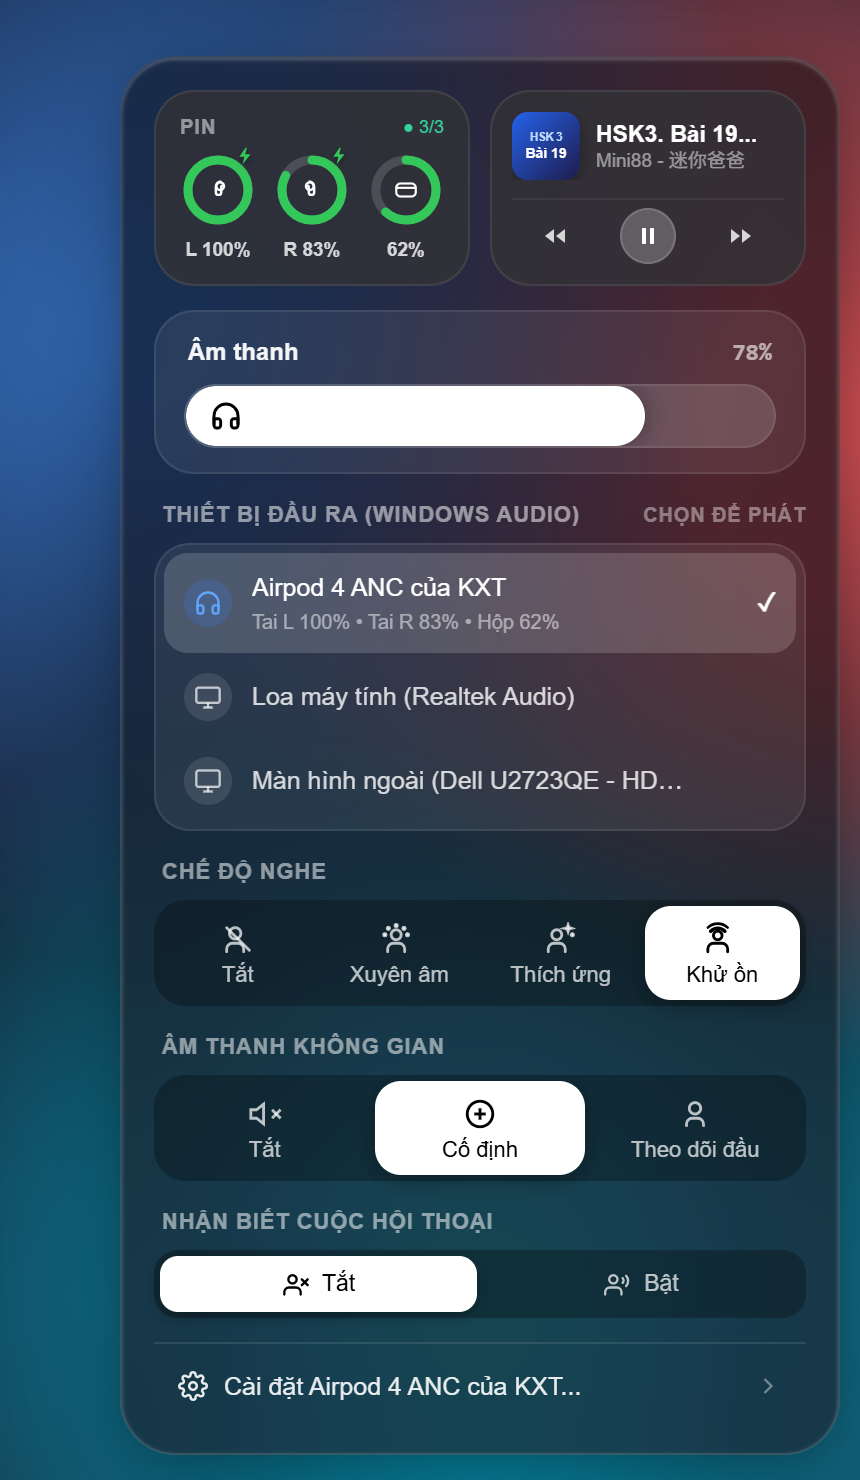 PIN
3/3
L 100%
R 83%
62%
HSK 3
Bài 19
HSK3. Bài 19...
Mini88 - 迷你爸爸
Âm thanh
78%
THIẾT BỊ ĐẦU RA (WINDOWS AUDIO)
CHỌN ĐỂ PHÁT
Airpod 4 ANC của KXT
Tai L 100% • Tai R 83% • Hộp 62%
Loa máy tính (Realtek Audio)
Màn hình ngoài (Dell U2723QE - HD...
CHẾ ĐỘ NGHE
Tắt
Xuyên âm
Thích ứng
Khử ồn
ÂM THANH KHÔNG GIAN
Tắt
Cố định
Theo dõi đầu
NHẬN BIẾT CUỘC HỘI THOẠI
Tắt
Bật
Cài đặt Airpod 4 ANC của KXT...